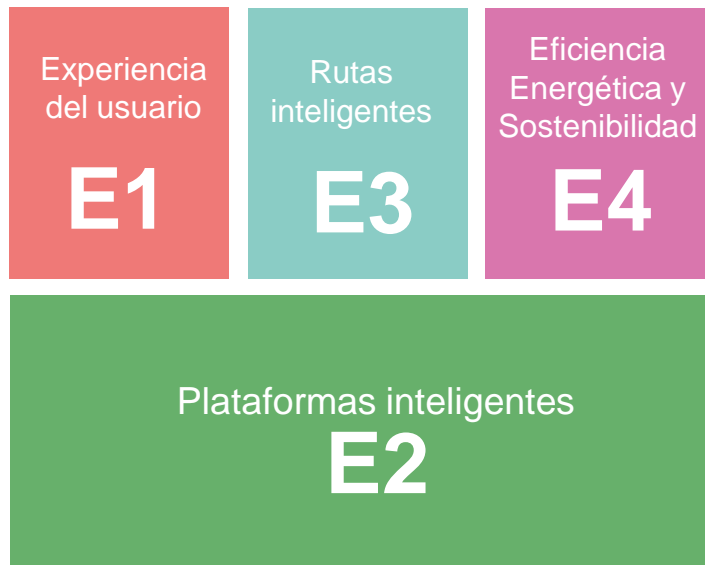 Experiencia
del usuario
E1
Rutas
inteligentes
E3
Eficiencia
Energética y
Sostenibilidad
E4
Plataformas inteligentes
E2